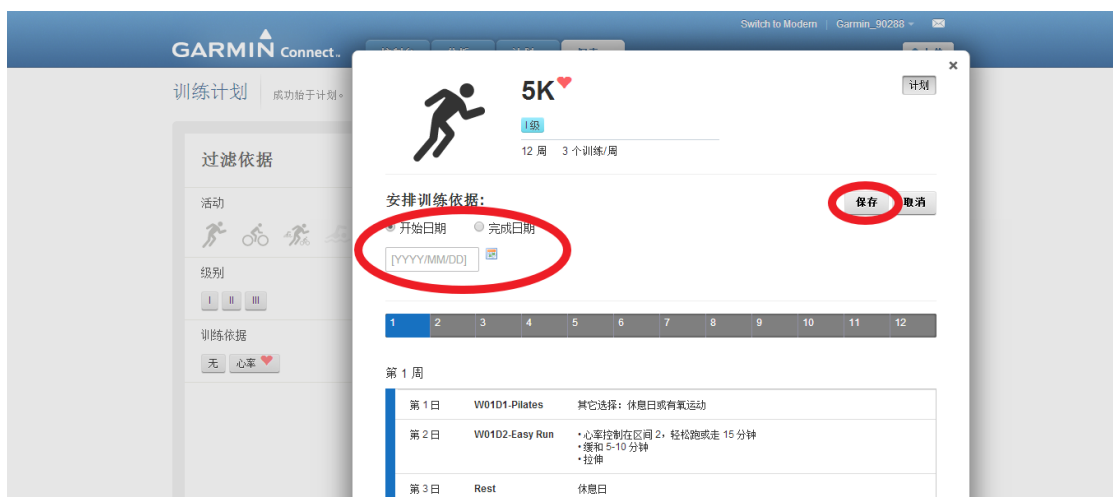 Switch to Modern | Garmin_90288
GARMIN Connect™
训练计划 成功始于计划。
5K
计划
I级
12 周 3 个训练/周
过滤依据
活动
级别
I II III
训练依据
无 心率
安排训练依据:
保存 取消
开始日期 完成日期
[YYYY/MM/DD]
1 2 3 4 5 6 7 8 9 10 11 12
第 1 周
第 1 日 W01D1-Pilates 其它选择：休息日或有氧运动
第 2 日 W01D2-Easy Run •心率控制在区间 2，轻松跑或走 15 分钟
•缓和 5-10 分钟
•拉伸
第 3 日 Rest 休息日